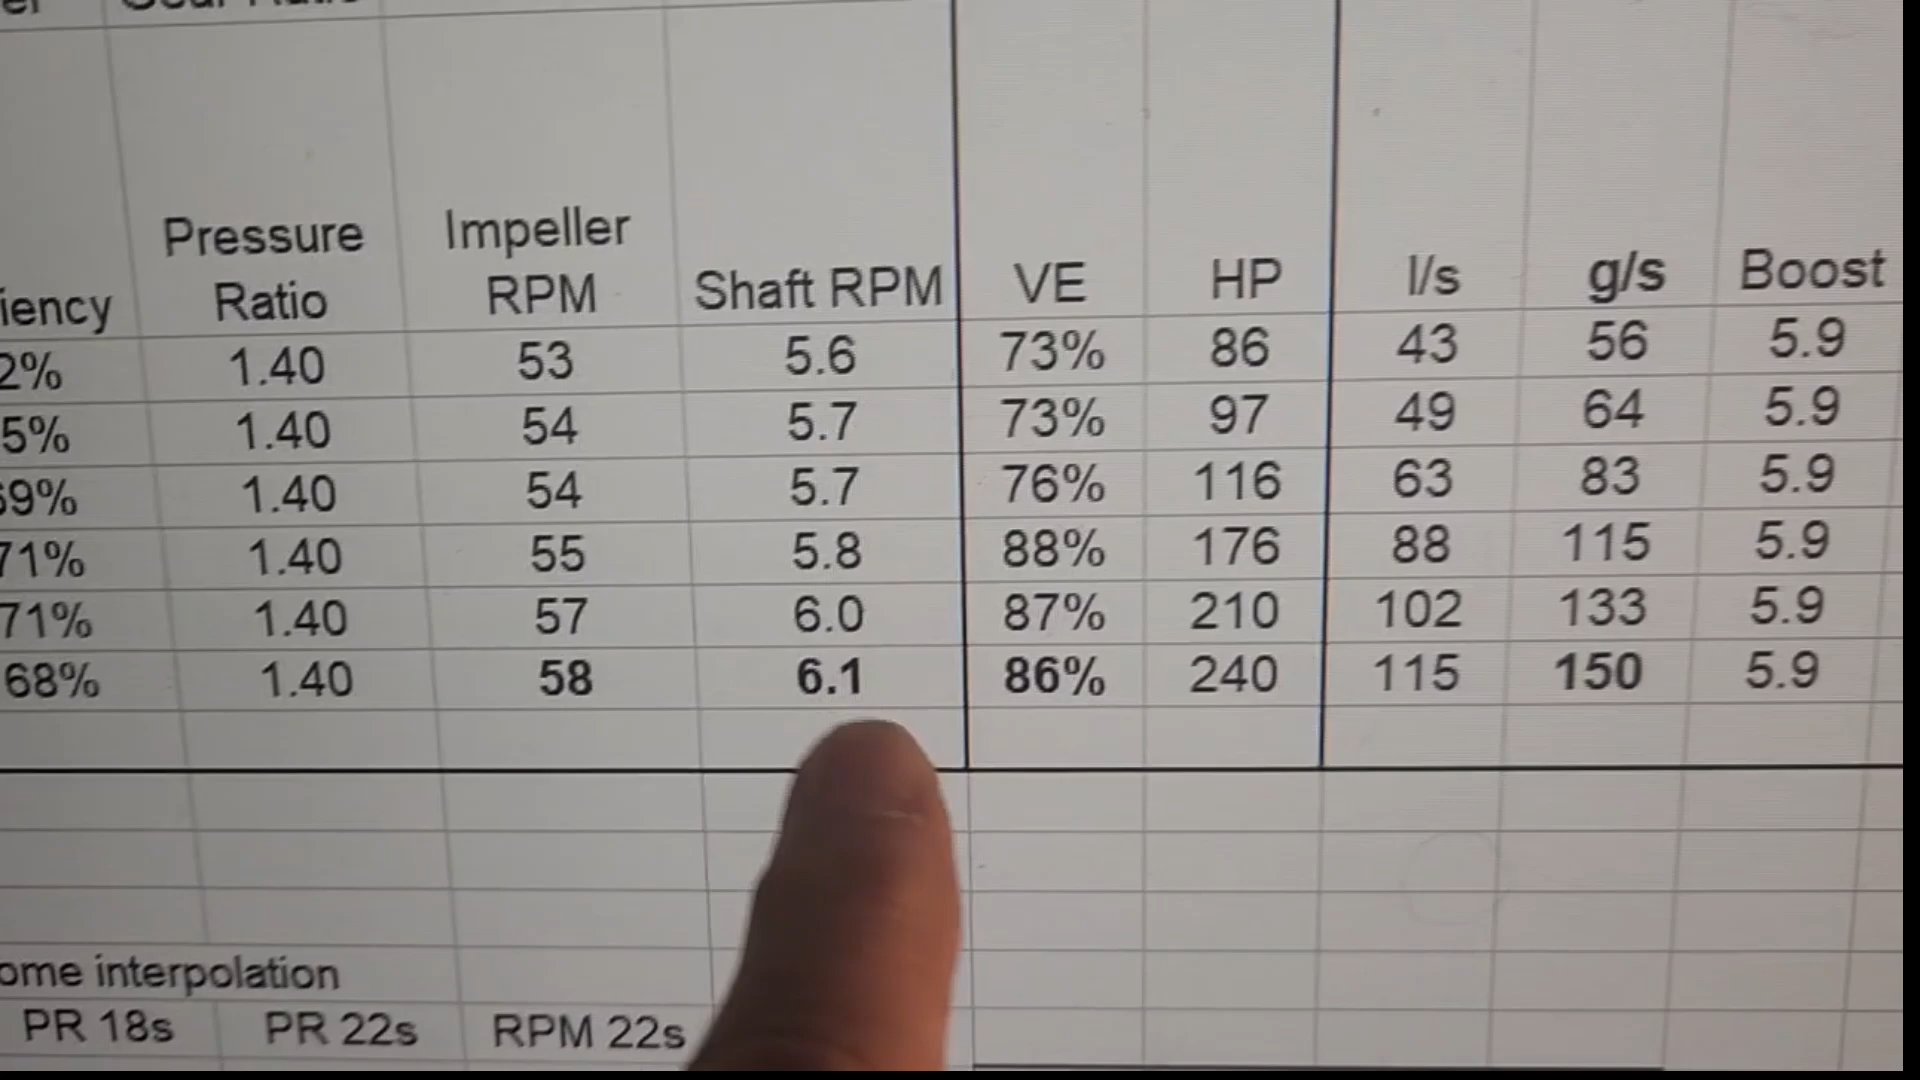 Pressure Ratio
Impeller RPM
Shaft RPM
VE
HP
l/s
g/s
Boost
1.40 53 5.6 73% 86 43 56 5.9
5% 1.40 54 5.7 73% 97 49 64 5.9
69% 1.40 54 5.7 76% 116 63 83 5.9
71% 1.40 55 5.8 88% 176 88 115 5.9
71% 1.40 57 6.0 87% 210 102 133 5.9
68% 1.40 58 6.1 86% 240 115 150 5.9
interpolation
PR 18s PR 22s RPM 22s